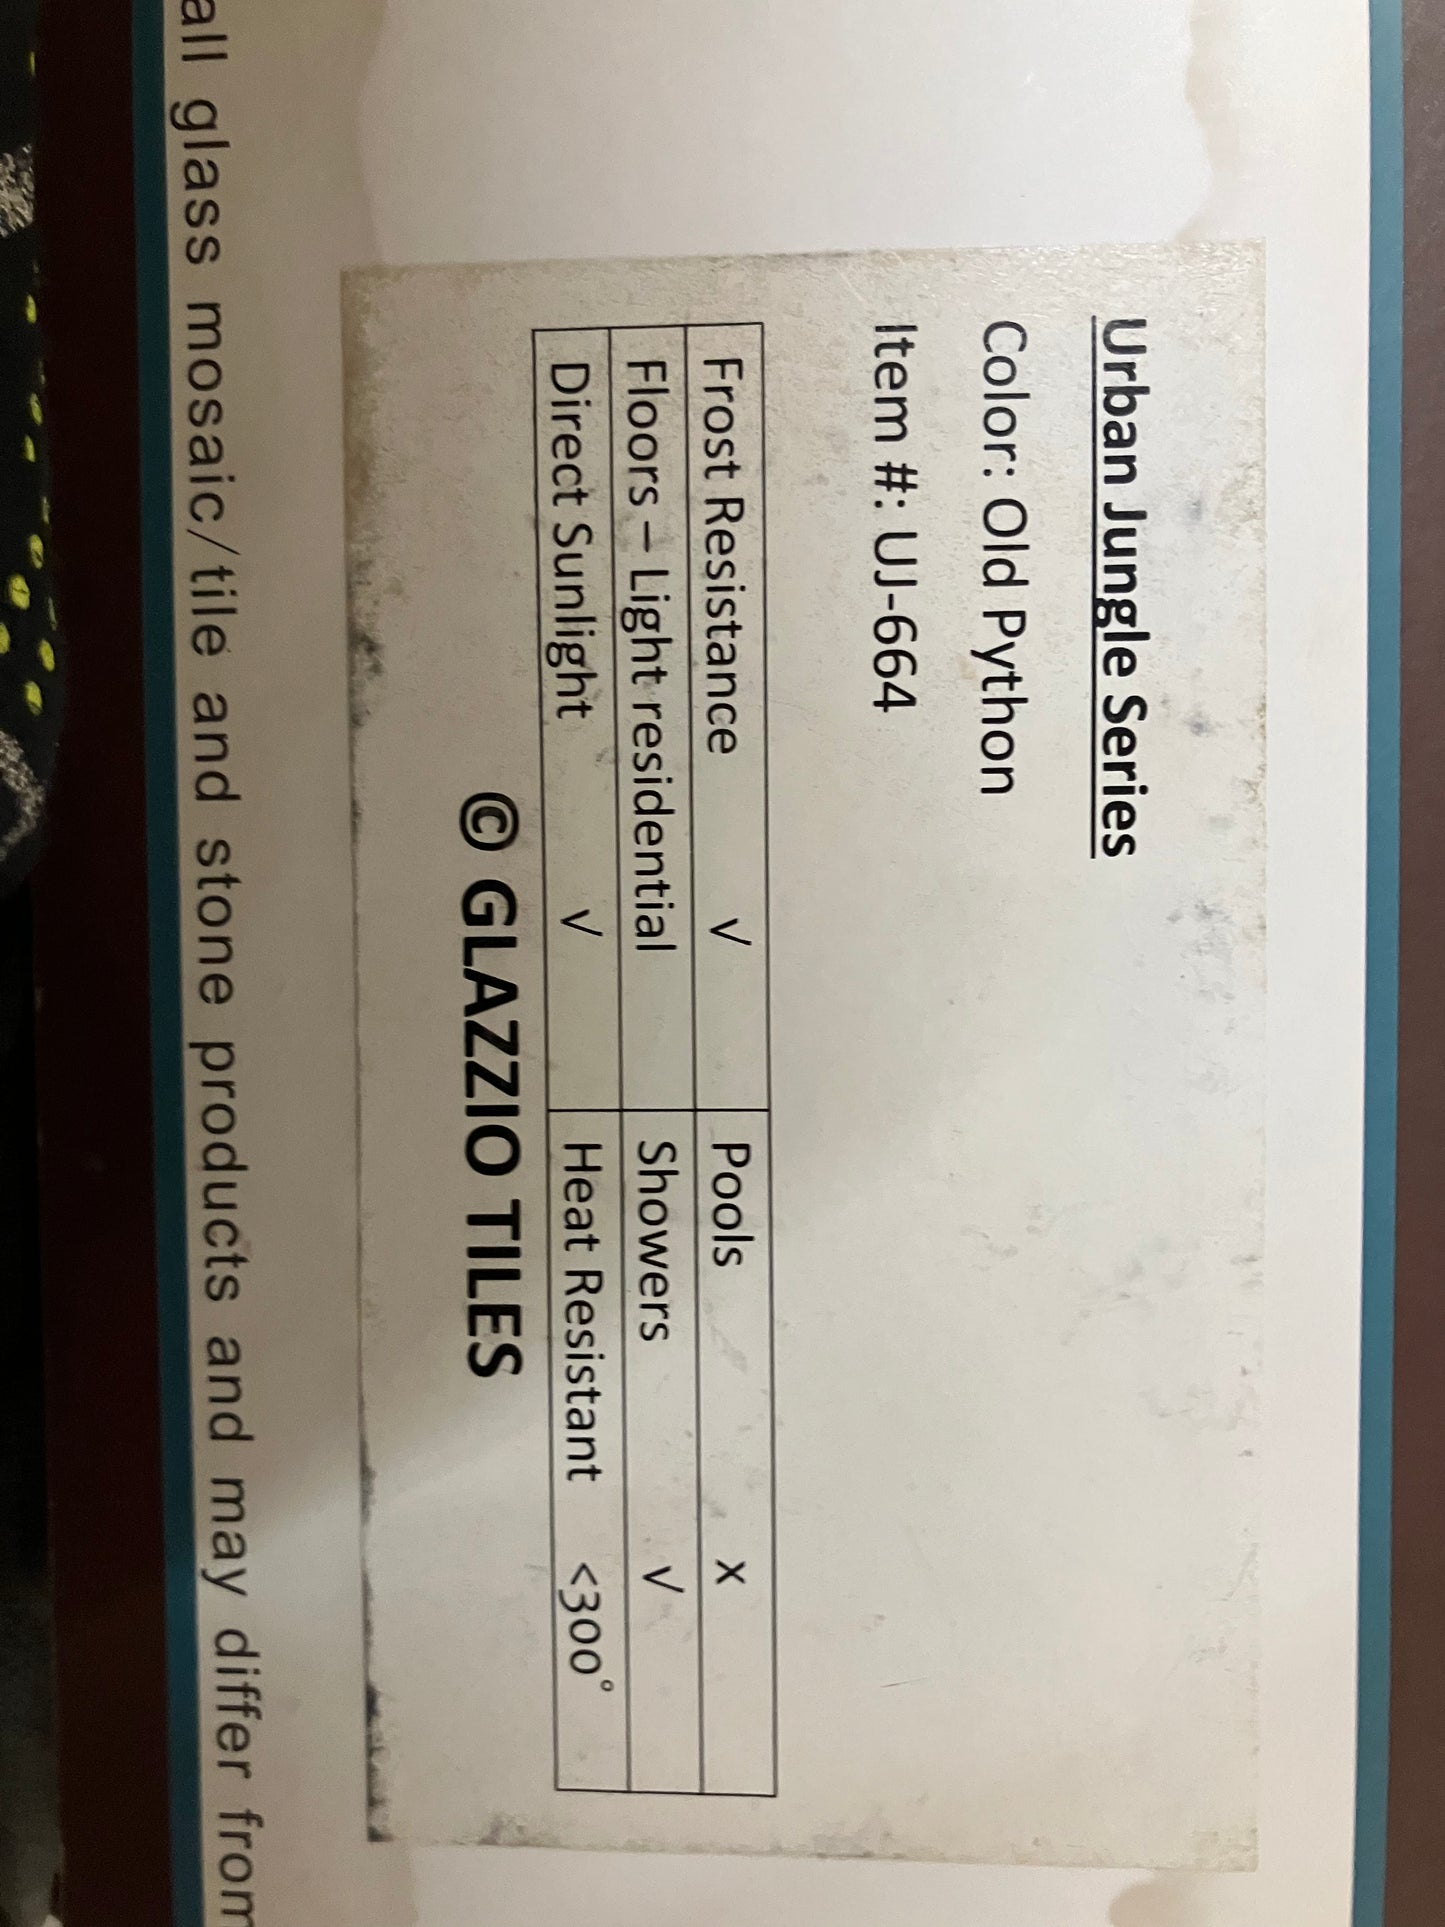 Urban Jungle Series
Color: Old Python
Item #: UJ-664
Frost Resistance √ Pools x
Floors – Light residential Showers √
Direct Sunlight √ Heat Resistant <300°
© GLAZZIO TILES
all glass mosaic/tile and stone products and may differ from